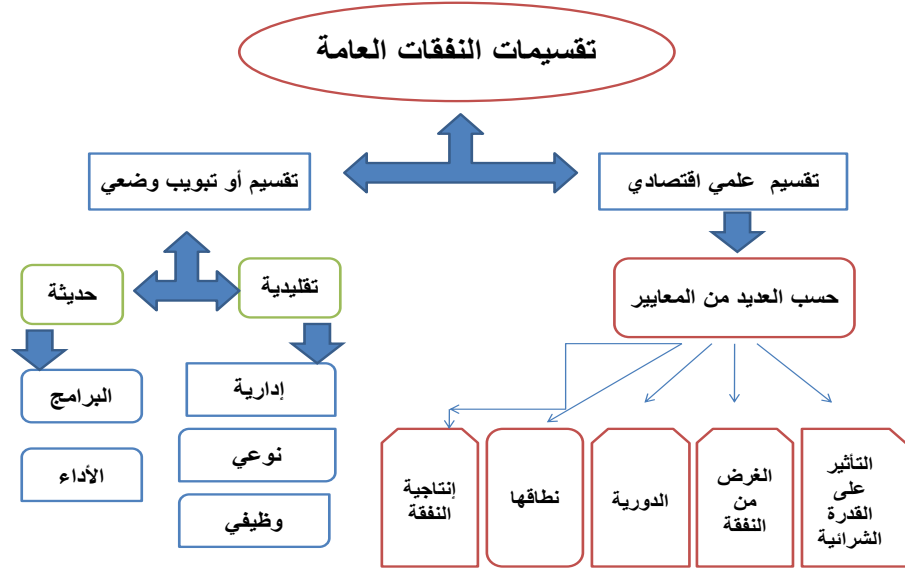 تقسيمات النفقات العامة
تقسيم علمي اقتصادي
تقسيم أو تبويب وضعي
حسب العديد من المعايير
تقليدية
حديثة
إدارية
نوعي
وظيفي
البرامج
الأداء
التأثير
على
القدرة
الشرائية
الغرض
من
النفقة
الدورية
نطاقها
إنتاجية
النفقة